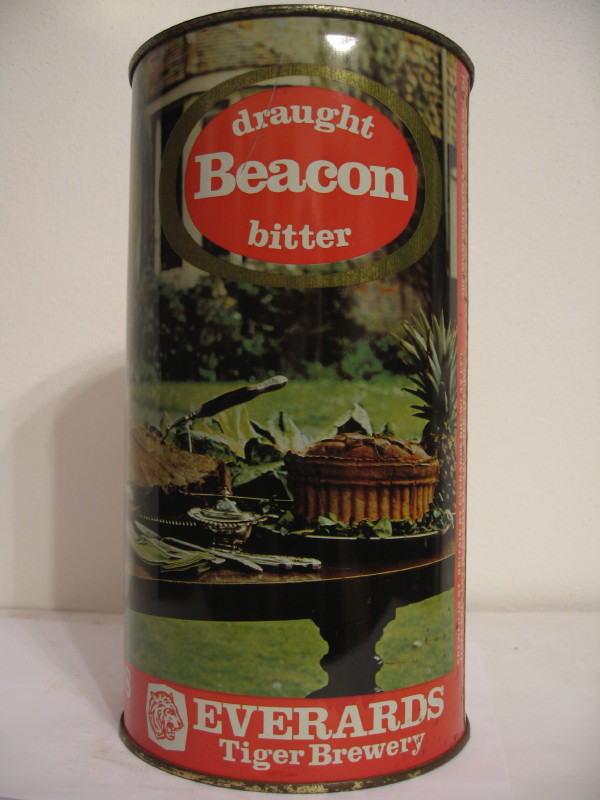 draught
Beacon
bitter
S
EVERARDS
Tiger Brewery